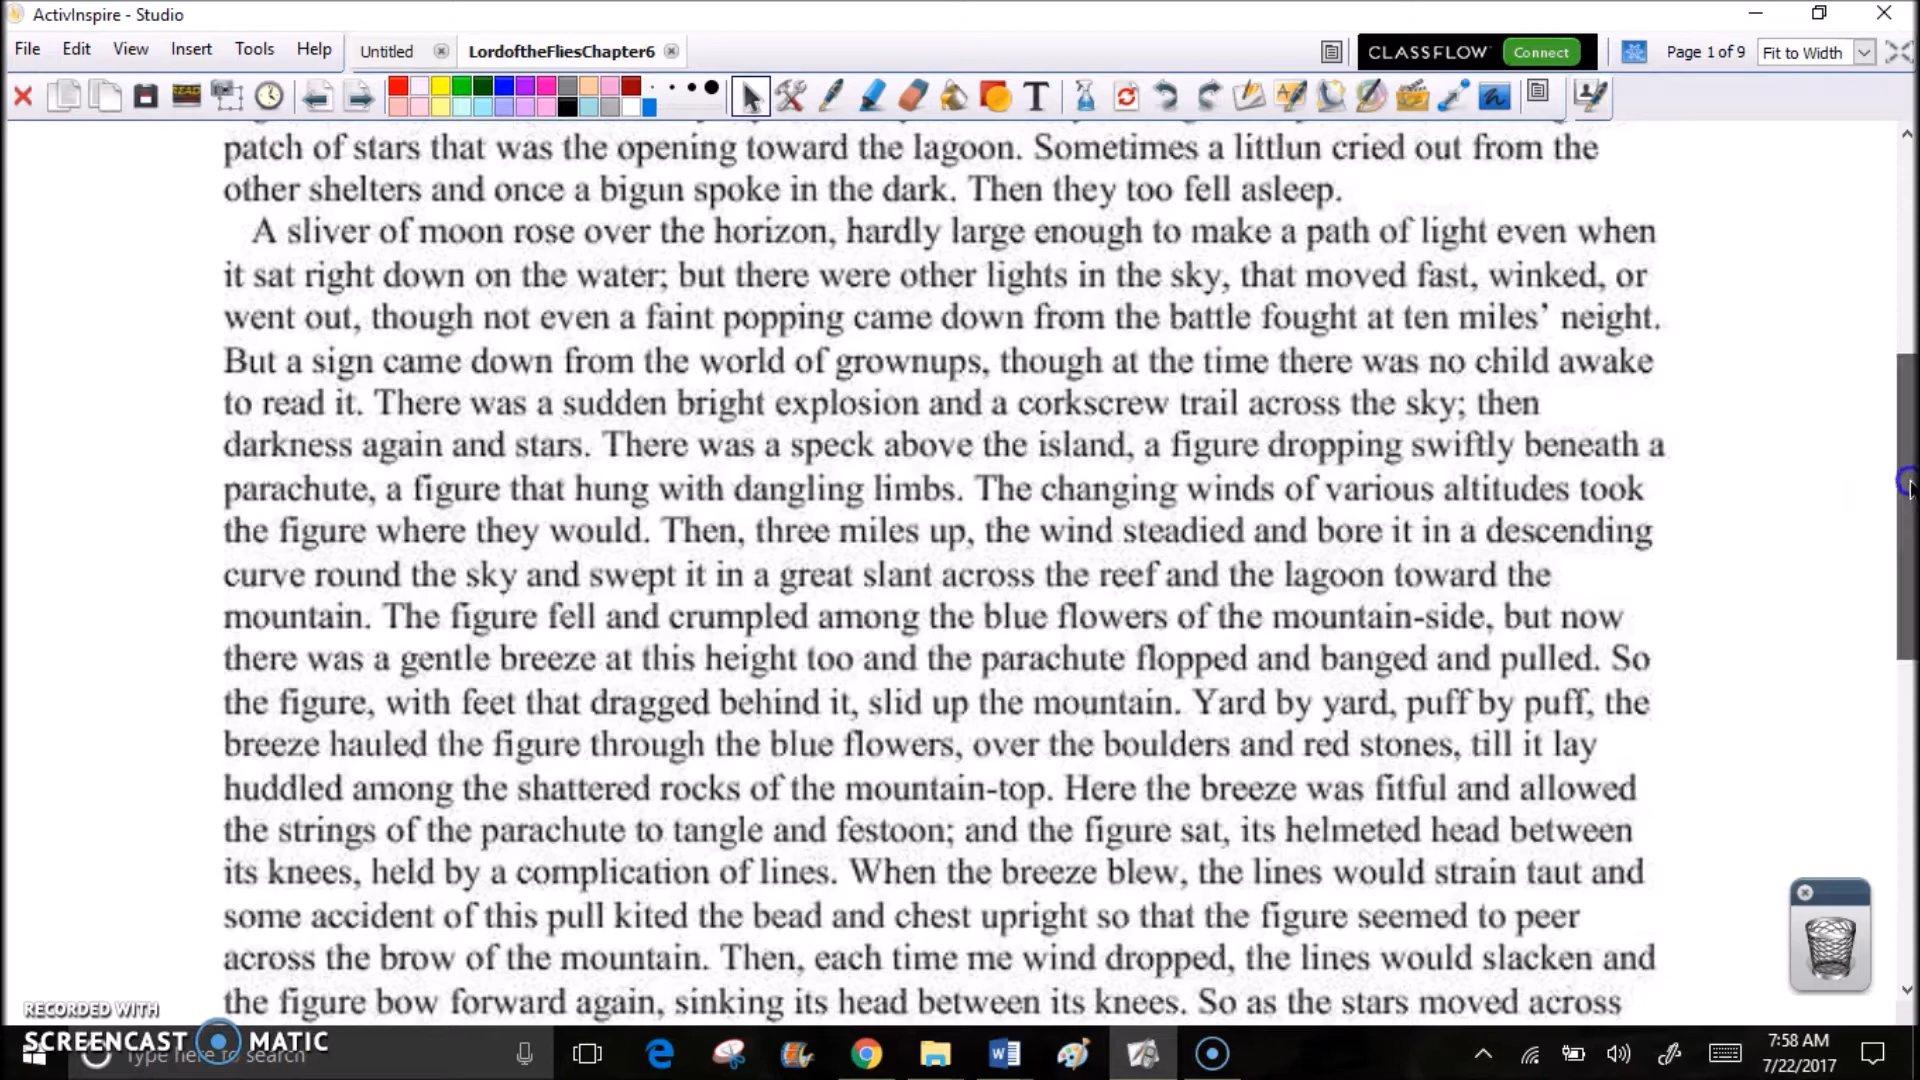 ActivInspire - Studio
File Edit View Insert Tools Help Untitled LordoftheFliesChapter6 CLASSFLOW Connect Page 1 of 9 Fit to Width
patch of stars that was the opening toward the lagoon. Sometimes a littlun cried out from the
other shelters and once a bigun spoke in the dark. Then they too fell asleep.
A sliver of moon rose over the horizon, hardly large enough to make a path of light even when
it sat right down on the water; but there were other lights in the sky, that moved fast, winked, or
went out, though not even a faint popping came down from the battle fought at ten miles’ neight.
But a sign came down from the world of grownups, though at the time there was no child awake
to read it. There was a sudden bright explosion and a corkscrew trail across the sky; then
darkness again and stars. There was a speck above the island, a figure dropping swiftly beneath a
parachute, a figure that hung with dangling limbs. The changing winds of various altitudes took
the figure where they would. Then, three miles up, the wind steadied and bore it in a descending
curve round the sky and swept it in a great slant across the reef and the lagoon toward the
mountain. The figure fell and crumpled among the blue flowers of the mountain-side, but now
there was a gentle breeze at this height too and the parachute flopped and banged and pulled. So
the figure, with feet that dragged behind it, slid up the mountain. Yard by yard, puff by puff, the
breeze hauled the figure through the blue flowers, over the boulders and red stones, till it lay
huddled among the shattered rocks of the mountain-top. Here the breeze was fitful and allowed
the strings of the parachute to tangle and festoon; and the figure sat, its helmeted head between
its knees, held by a complication of lines. When the breeze blew, the lines would strain taut and
some accident of this pull kited the bead and chest upright so that the figure seemed to peer
across the brow of the mountain. Then, each time me wind dropped, the lines would slacken and
the figure bow forward again, sinking its head between its knees. So as the stars moved across
RECORDED WITH
SCREENCAST MATIC
Type here to search
7:58 AM
7/22/2017